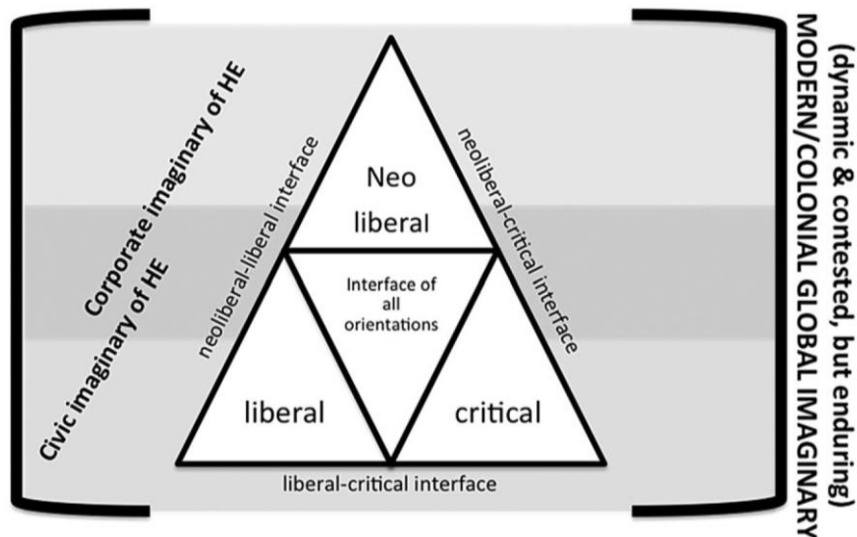 Corporate imaginary of HE
Civic imaginary of HE
neoliberal-liberal interface
Neo
liberal
neoliberal-critical interface
Interface of
all
orientations
liberal
critical
liberal-critical interface
(dynamic & contested, but enduring)
MODERN/COLONIAL GLOBAL IMAGINARY